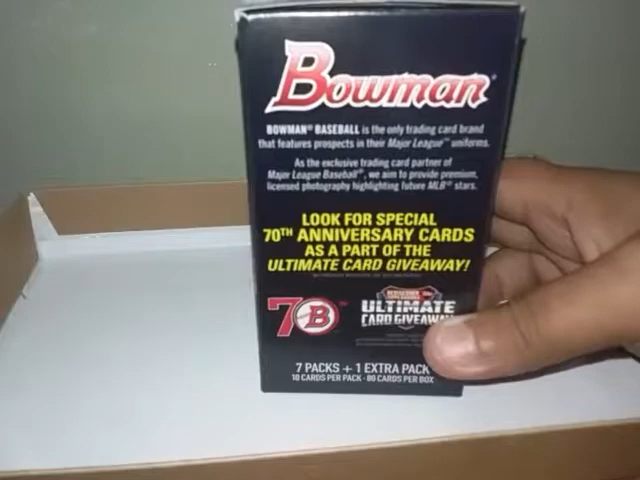 Bowman®
BOWMAN® BASEBALL is the only trading card brand
that features prospects in their Major League™ uniforms.
As the exclusive trading card partner of
Major League Baseball®, we aim to provide premium,
licensed photography highlighting future MLB® stars.
LOOK FOR SPECIAL
70TH ANNIVERSARY CARDS
AS A PART OF THE
ULTIMATE CARD GIVEAWAY!
70 B
ULTIMATE
CARD GIVEAWAY
7 PACKS + 1 EXTRA PACK
10 CARDS PER PACK - 80 CARDS PER BOX